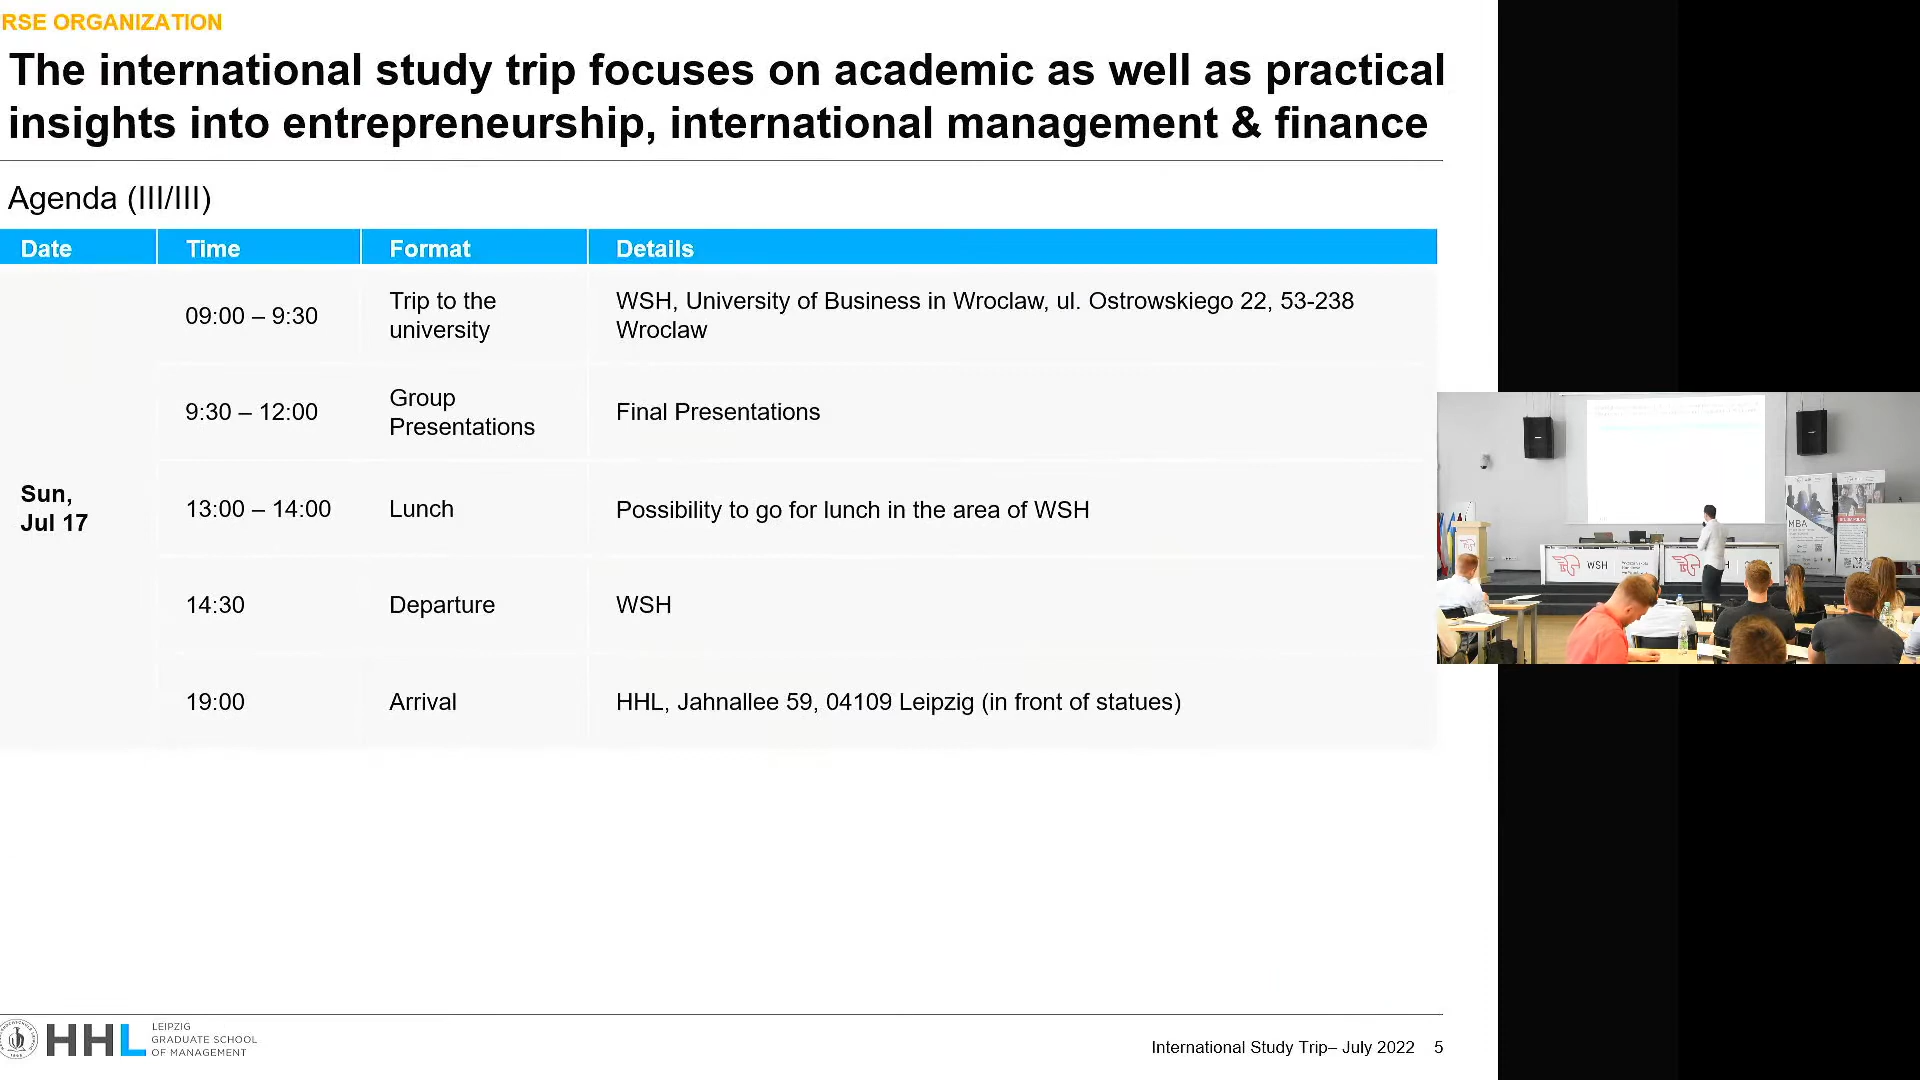 RSE ORGANIZATION
The international study trip focuses on academic as well as practical
insights into entrepreneurship, international management & finance
Agenda (III/III)
Date Time Format Details
Sun,
Jul 17
09:00 – 9:30
Trip to the
university
WSH, University of Business in Wroclaw, ul. Ostrowskiego 22, 53-238
Wroclaw
9:30 – 12:00
Group
Presentations
Final Presentations
13:00 – 14:00 Lunch Possibility to go for lunch in the area of WSH
14:30 Departure WSH
19:00 Arrival HHL, Jahnallee 59, 04109 Leipzig (in front of statues)
MBA
WSH
HHL
LEIPZIG
GRADUATE SCHOOL
OF MANAGEMENT
International Study Trip– July 2022 5